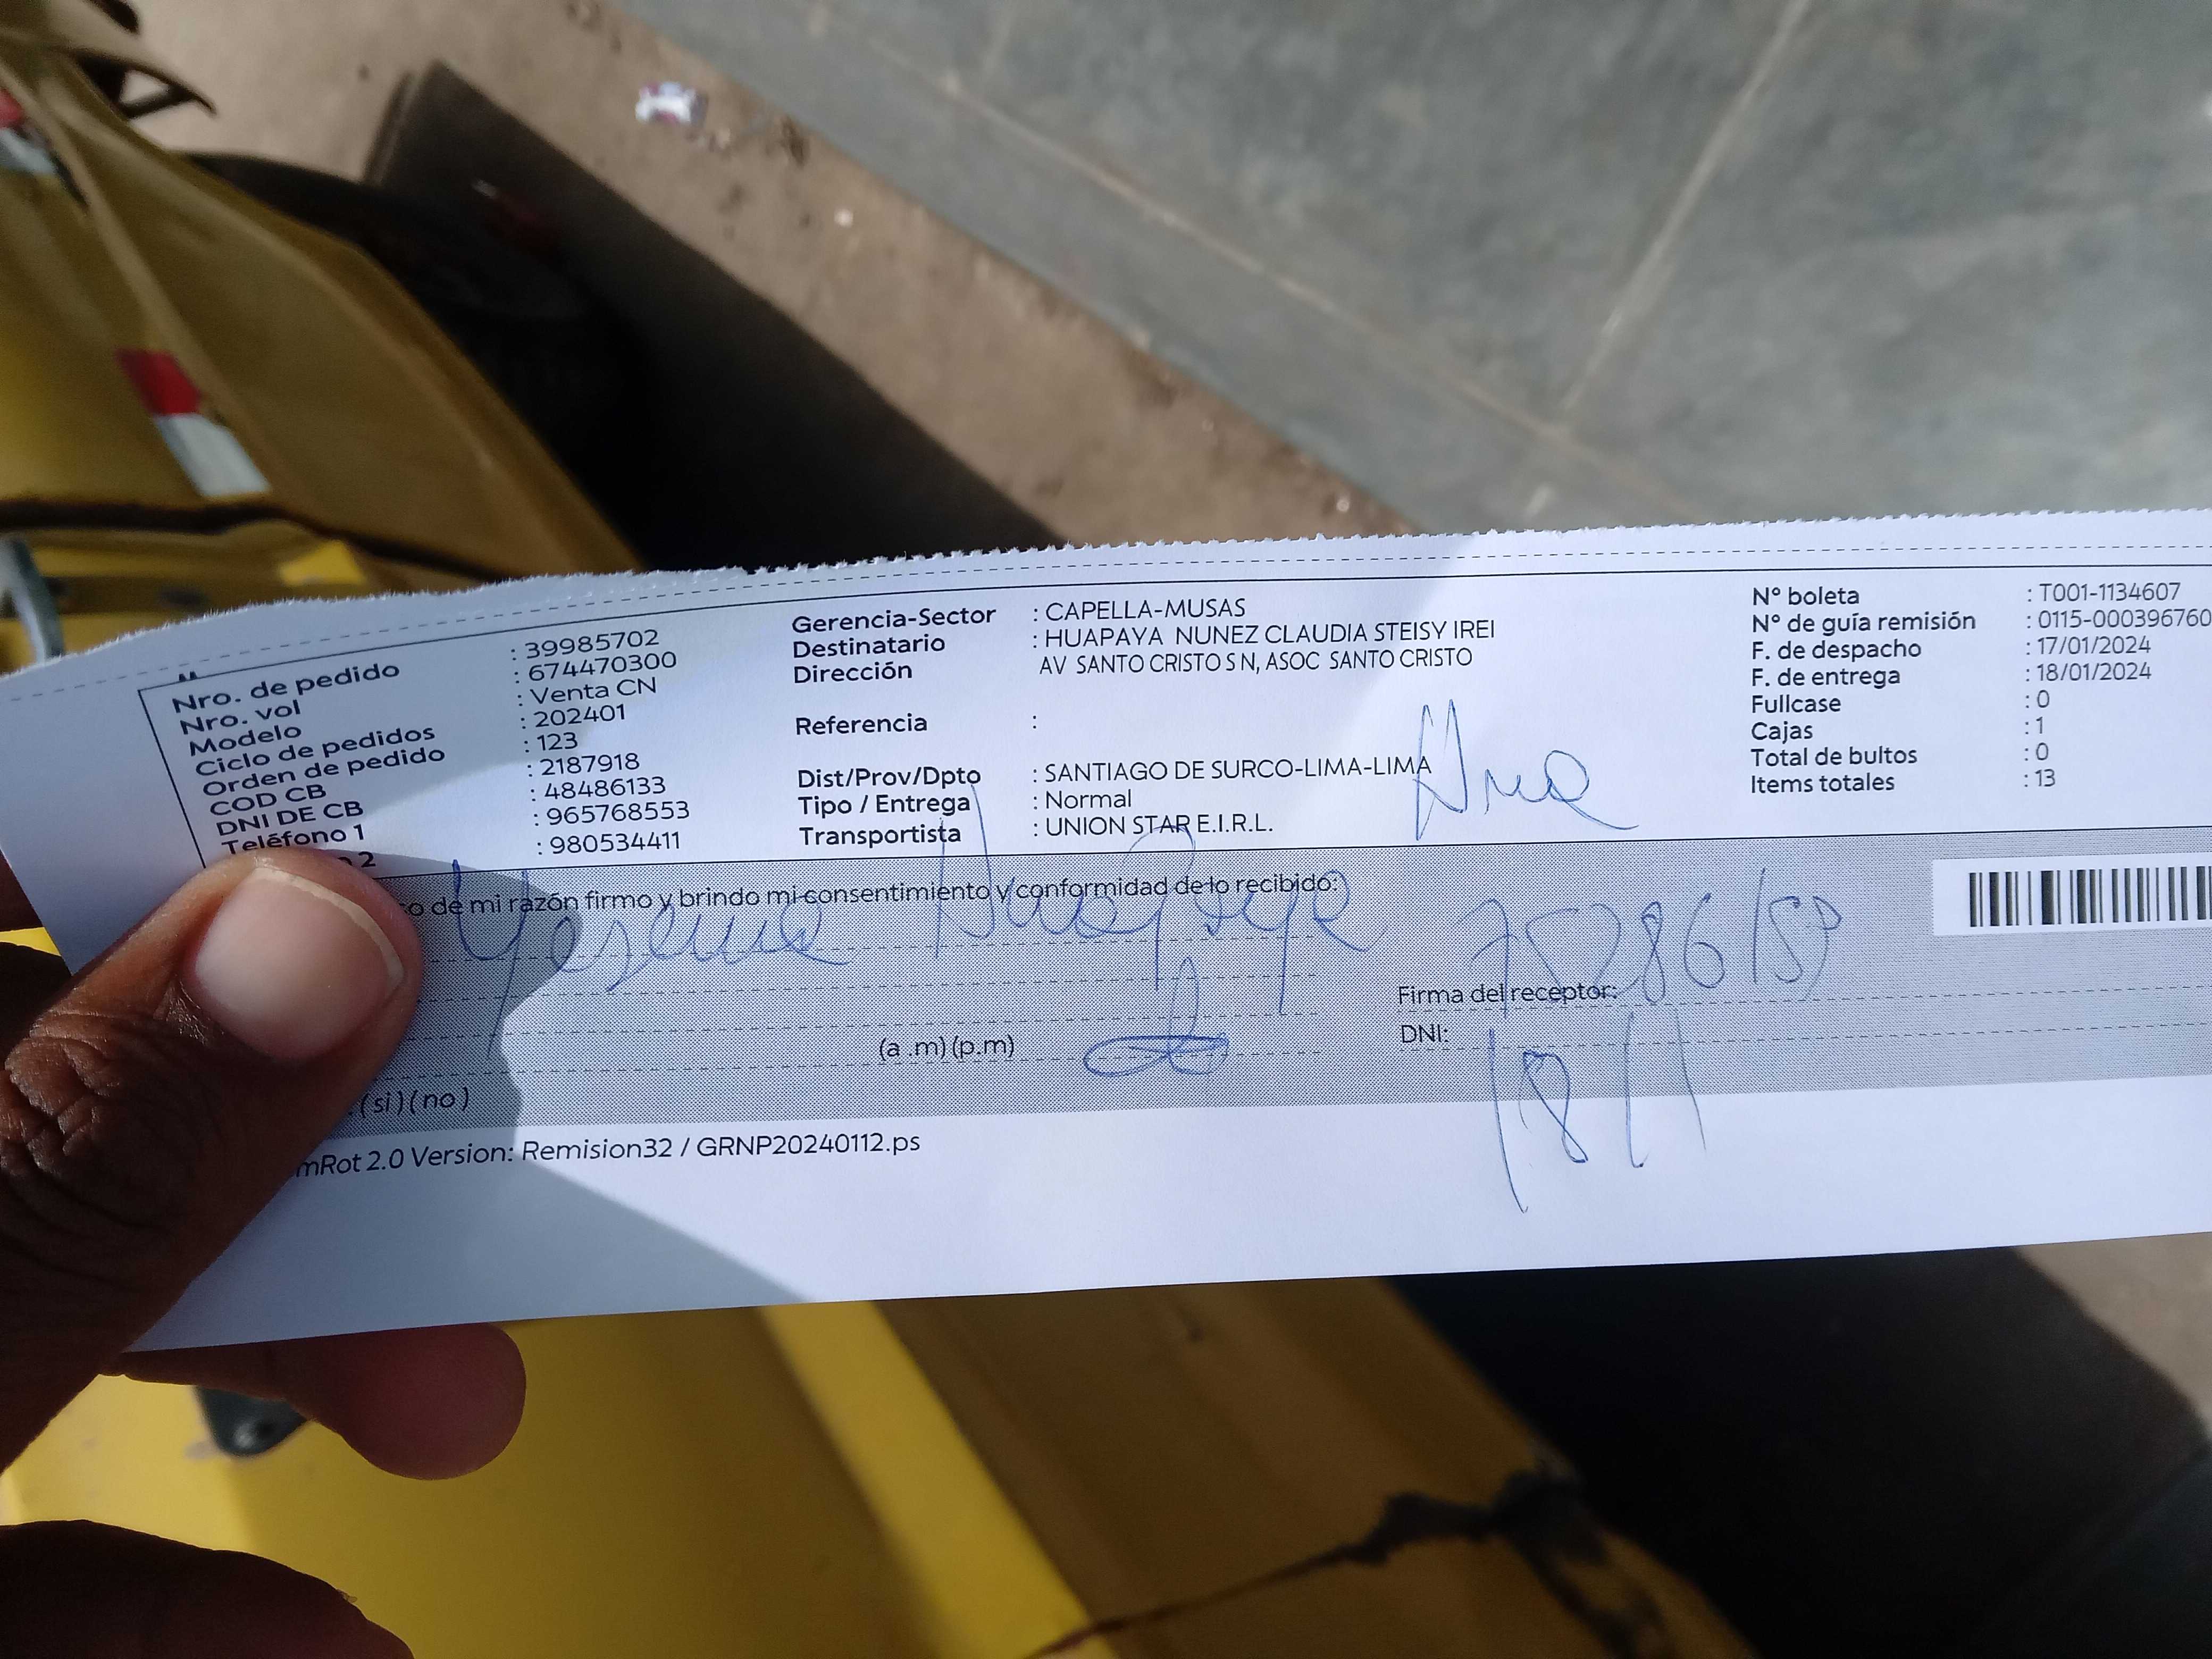 Nro. de pedido : 39985702
Nro. vol : 674470300
Modelo : Venta CN
Ciclo de pedidos : 202401
Orden de pedido : 123
COD CB : 2187918
DNI DE CB : 48486133
Teléfono 1 : 965768553
2 : 980534411
Gerencia-Sector : CAPELLA-MUSAS
Destinatario : HUAPAYA NUNEZ CLAUDIA STEISY IREI
Dirección AV SANTO CRISTO S N, ASOC SANTO CRISTO
Referencia :
Dist/Prov/Dpto : SANTIAGO DE SURCO-LIMA-LIMA
Tipo / Entrega : Normal
Transportista : UNION STAR E.I.R.L.
N° boleta : T001-1134607
N° de guía remisión : 0115-000396760
F. de despacho : 17/01/2024
F. de entrega : 18/01/2024
Fullcase : 0
Cajas : 1
Total de bultos : 0
Items totales : 13
de mi razón firmo y brindo mi consentimiento y conformidad de lo recibido:
Huapaya
Firma del receptor:
(a .m) (p.m)
DNI:
(si) (no)
2.0 Version: Remision32 / GRNP20240112.ps